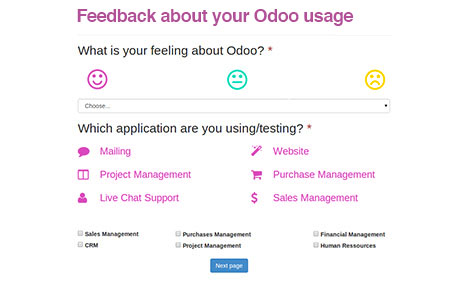 Feedback about your Odoo usage
What is your feeling about Odoo? *
Choose...
Which application are you using/testing? *
Mailing Website
Project Management Purchase Management
Live Chat Support Sales Management
Sales Management Purchases Management Financial Management
CRM Project Management Human Ressources
Next page